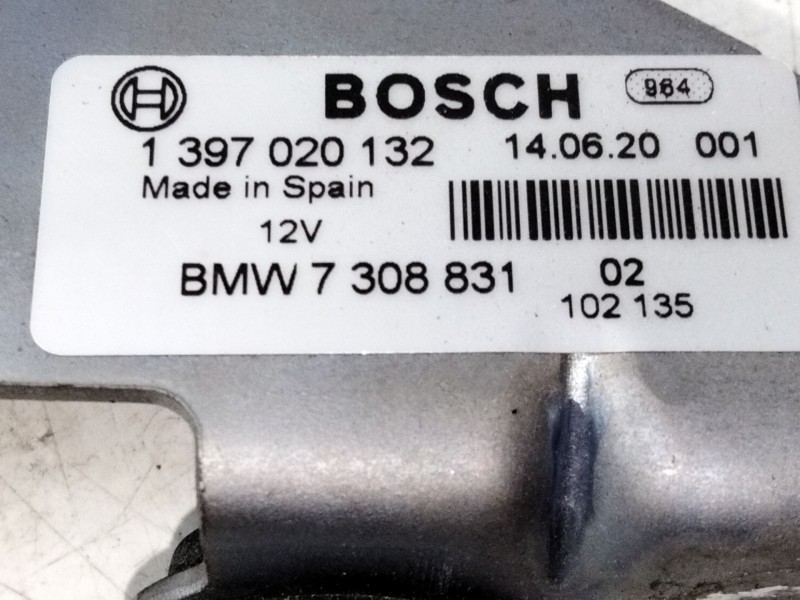 BOSCH
1 397 020 132 14.06.20 001
Made in Spain
12V
BMW 7 308 831 02
102 135